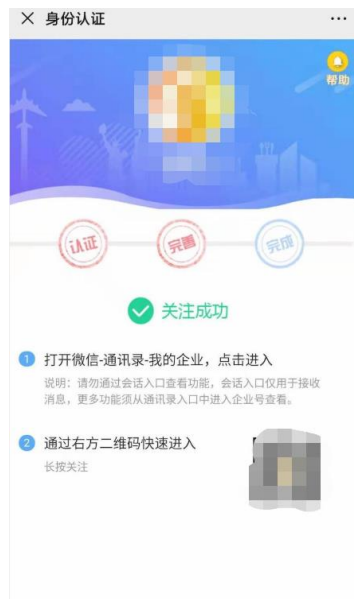 身份认证
帮助
认证
完善
完成
关注成功
1 打开微信-通讯录-我的企业，点击进入
说明：请勿通过会话入口查看功能，会话入口仅用于接收
消息，更多功能须从通讯录入口中进入企业号查看。
2 通过右方二维码快速进入
长按关注